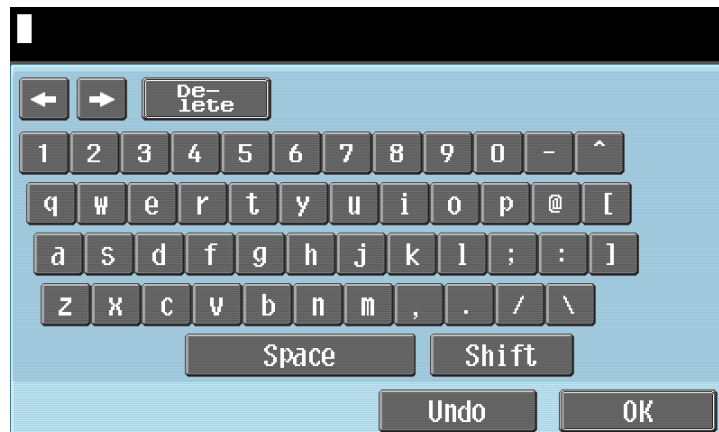 ← → De-
lete
1 2 3 4 5 6 7 8 9 0 - ^
q w e r t y u i o p @ [
a s d f g h j k l ; : ]
z x c v b n m , . / \
Space Shift
Undo OK